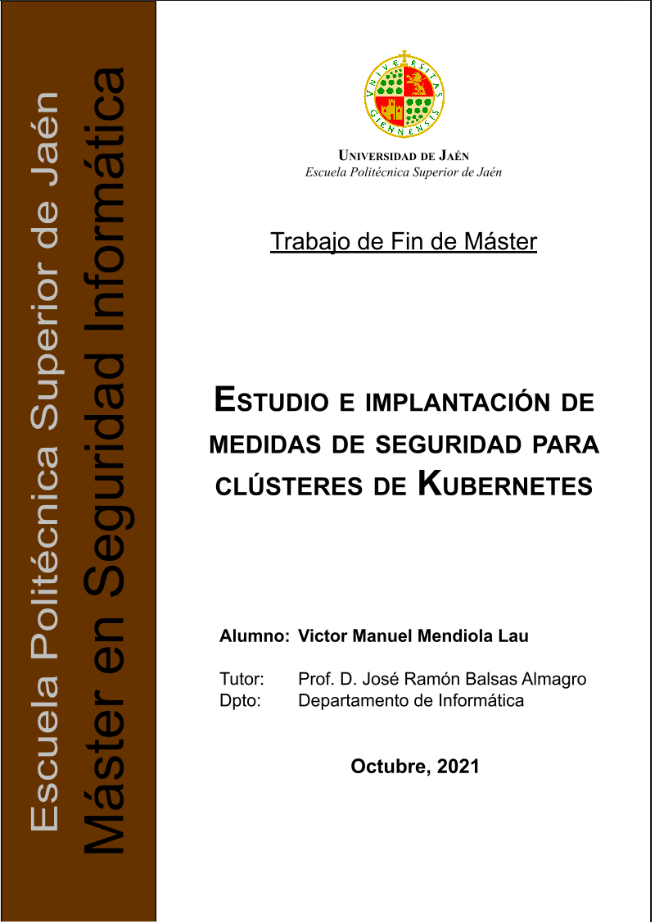 Escuela Politécnica Superior de Jaén
Máster en Seguridad Informática
UNIVERSITAS
GIENNENSIS
UNIVERSIDAD DE JAÉN
Escuela Politécnica Superior de Jaén
Trabajo de Fin de Máster
ESTUDIO E IMPLANTACIÓN DE
MEDIDAS DE SEGURIDAD PARA
CLÚSTERES DE KUBERNETES
Alumno: Victor Manuel Mendiola Lau
Tutor: Prof. D. José Ramón Balsas Almagro
Dpto: Departamento de Informática
Octubre, 2021